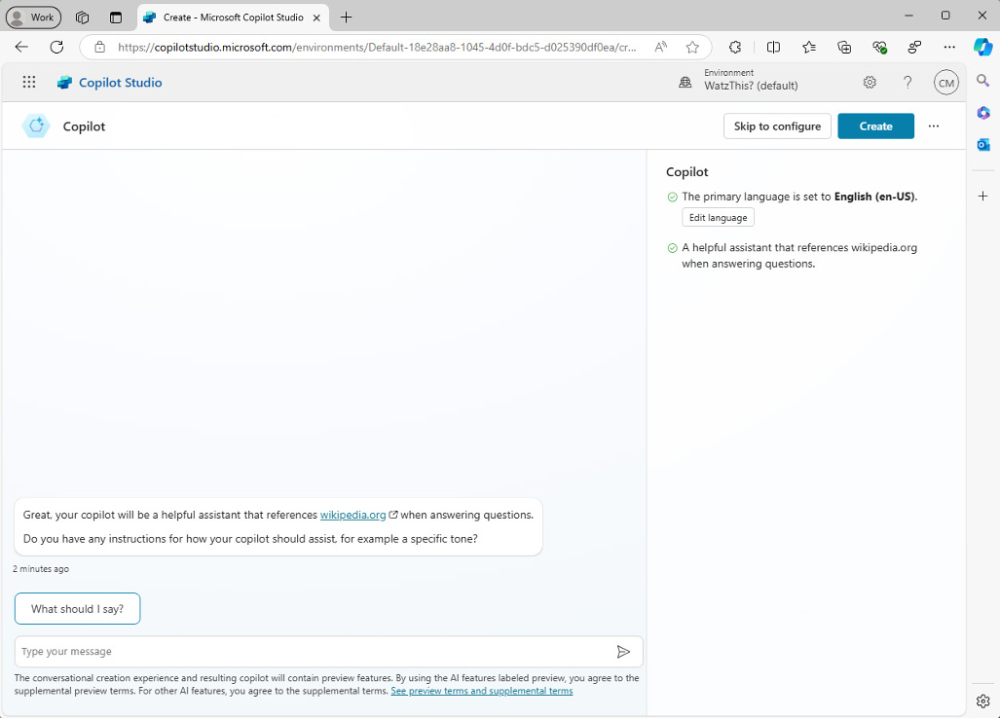 Work
Create - Microsoft Copilot Studio
https://copilotstudio.microsoft.com/environments/Default-18e28aa8-1045-4d0f-bdc5-d025390df0ea/cr...
Copilot Studio
Environment
WatzThis? (default)
CM
Copilot
Skip to configure
Create
Copilot
The primary language is set to English (en-US).
Edit language
A helpful assistant that references wikipedia.org
when answering questions.
Great, your copilot will be a helpful assistant that references wikipedia.org when answering questions.
Do you have any instructions for how your copilot should assist, for example a specific tone?
2 minutes ago
What should I say?
Type your message
The conversational creation experience and resulting copilot will contain preview features. By using the AI features labeled preview, you agree to the
supplemental preview terms. For other AI features, you agree to the supplemental terms. See preview terms and supplemental terms